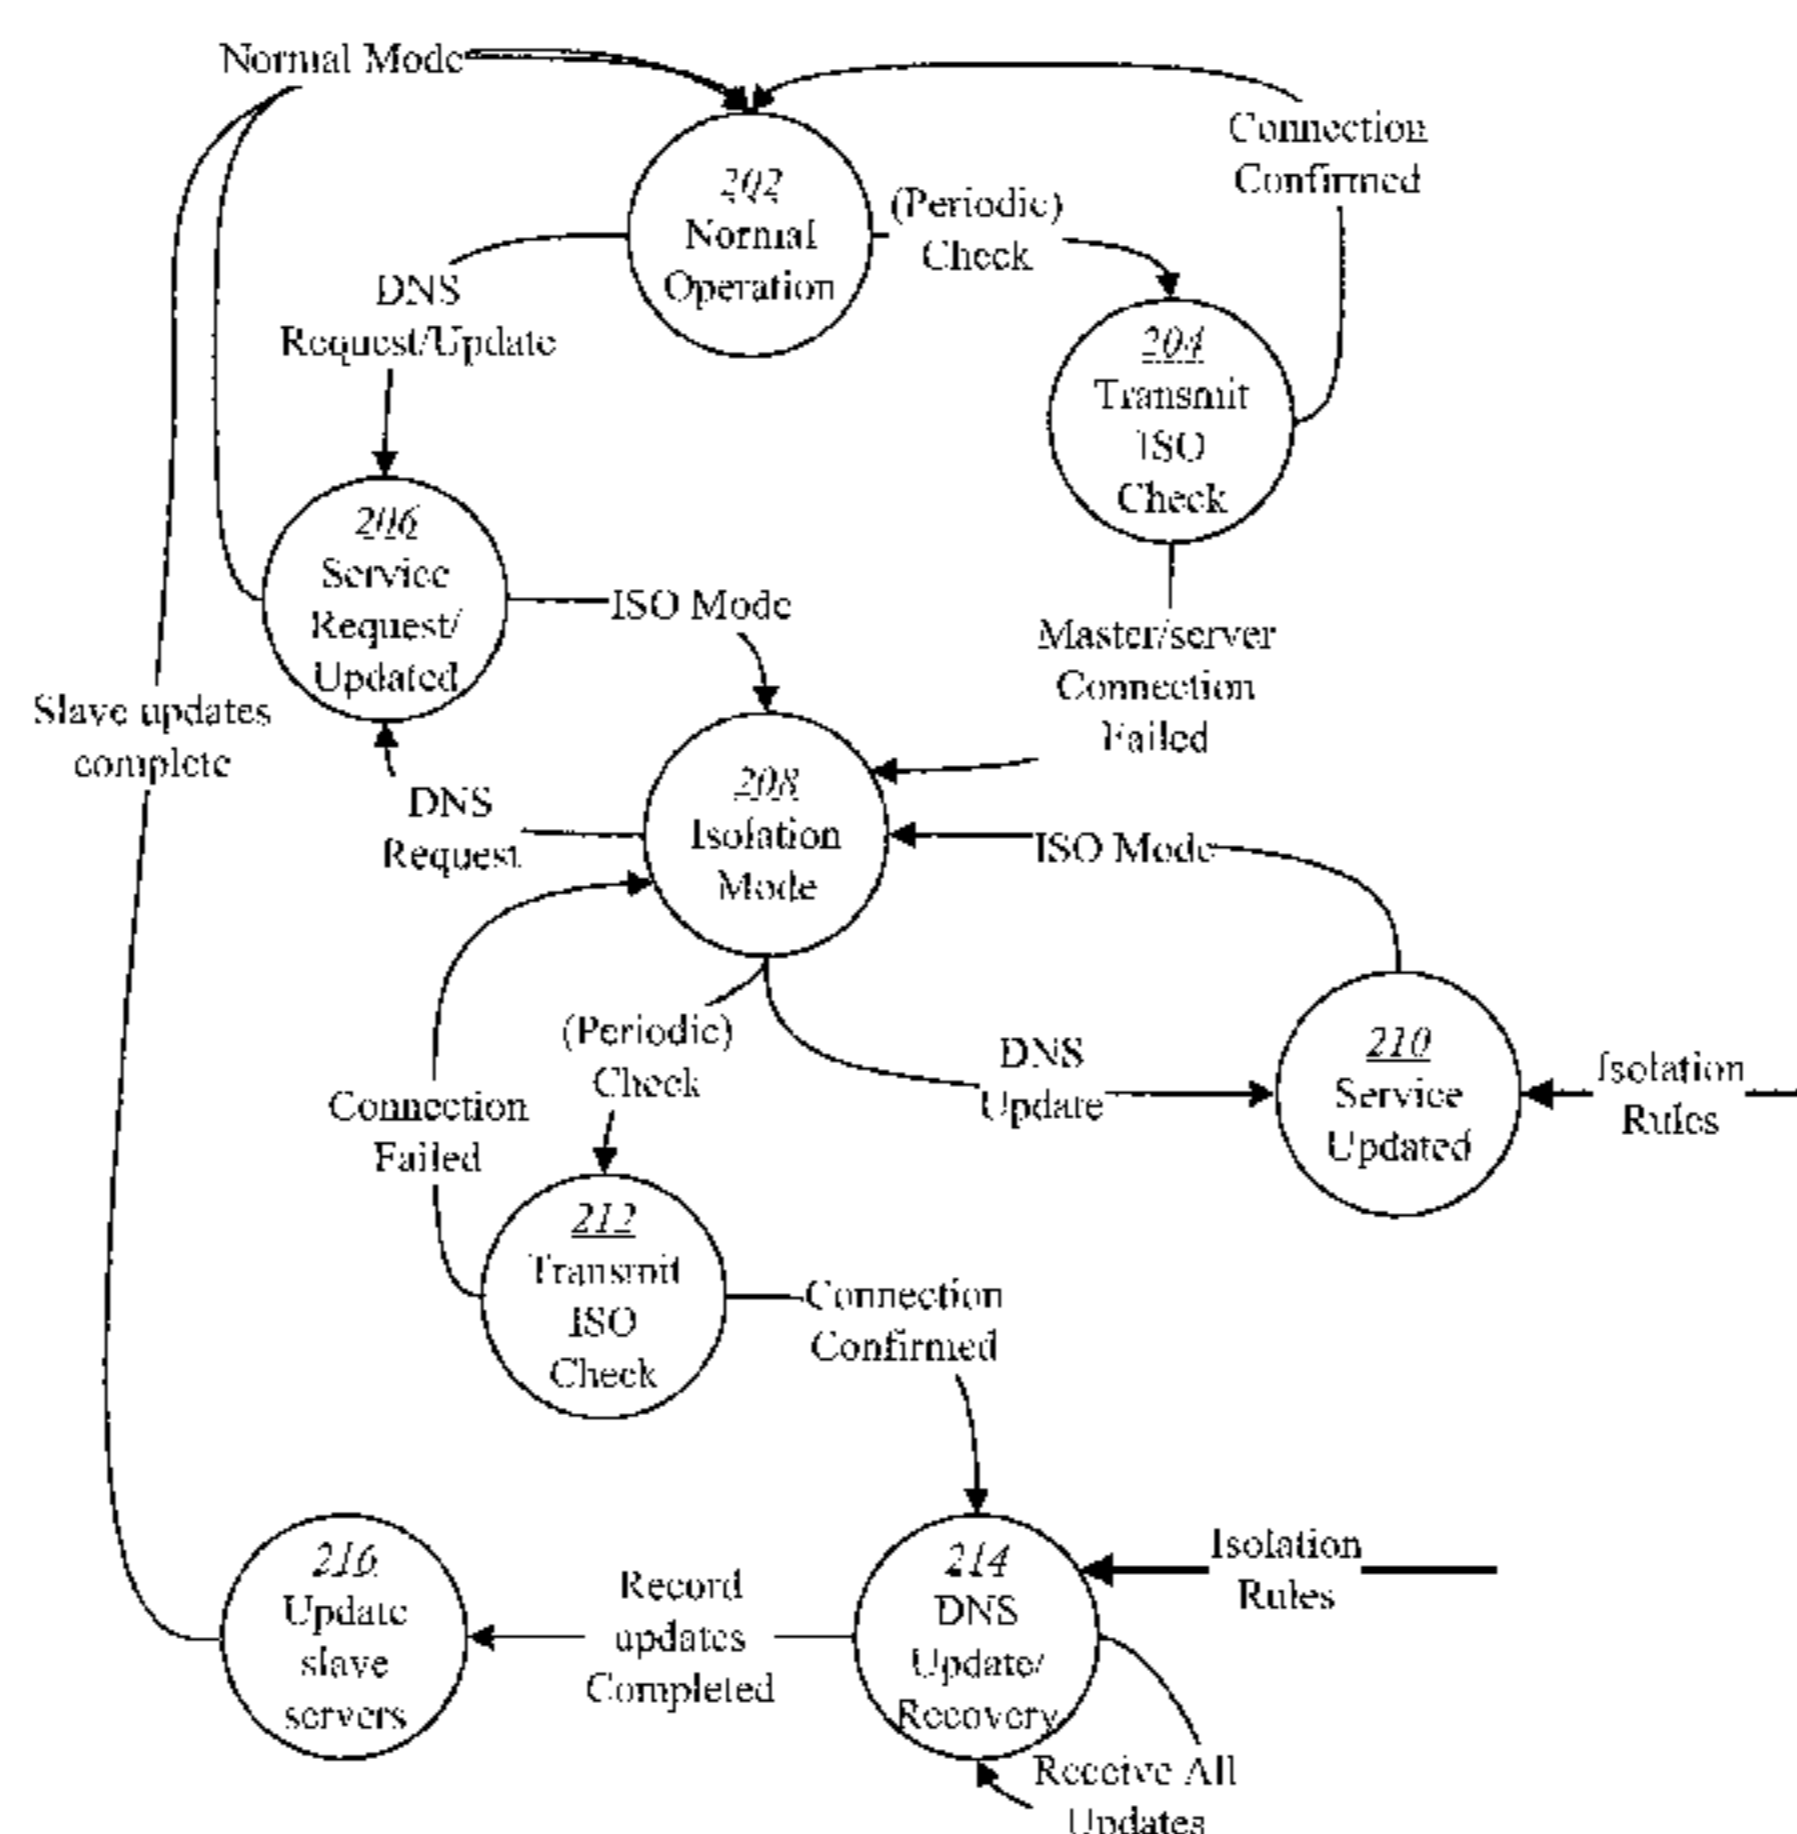 Normal Mode
Connection
Confirmed
202
Normal
Operation
(Periodic)
Check
DNS
Request/Update
204
Transmit
ISO
Check
206
Service
Request/
Updated
ISO Mode
Master/server
Connection
Failed
Slave updates
complete
DNS
Request
208
Isolation
Mode
ISO Mode
(Periodic)
Check
DNS
Update
210
Service
Updated
Isolation
Rules
Connection
Failed
212
Transmit
ISO
Check
Connection
Confirmed
216
Update
slave
servers
Record
updates
Completed
214
DNS
Update/
Recovery
Isolation
Rules
Receive All
Updates